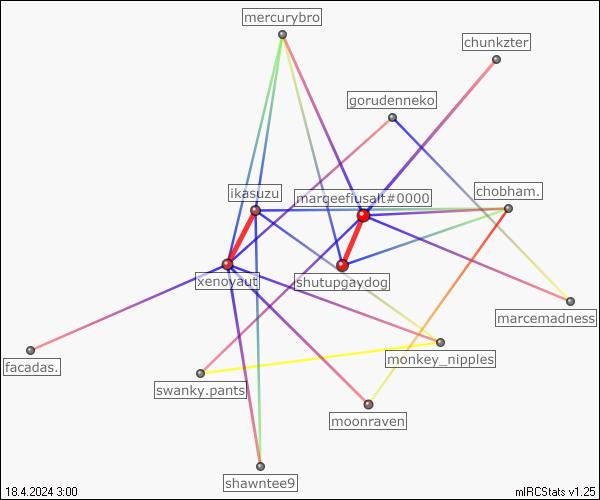 mercurybro
chunkzter
gorudenneko
ikasuzu
margeefiusalt#0000
chobham.
xenoyaut
shutupgaydog
marcemadness
monkey_nipples
facadas.
swanky.pants
moonraven
shawntee9
18.4.2024 3:00
mIRCStats v1.25